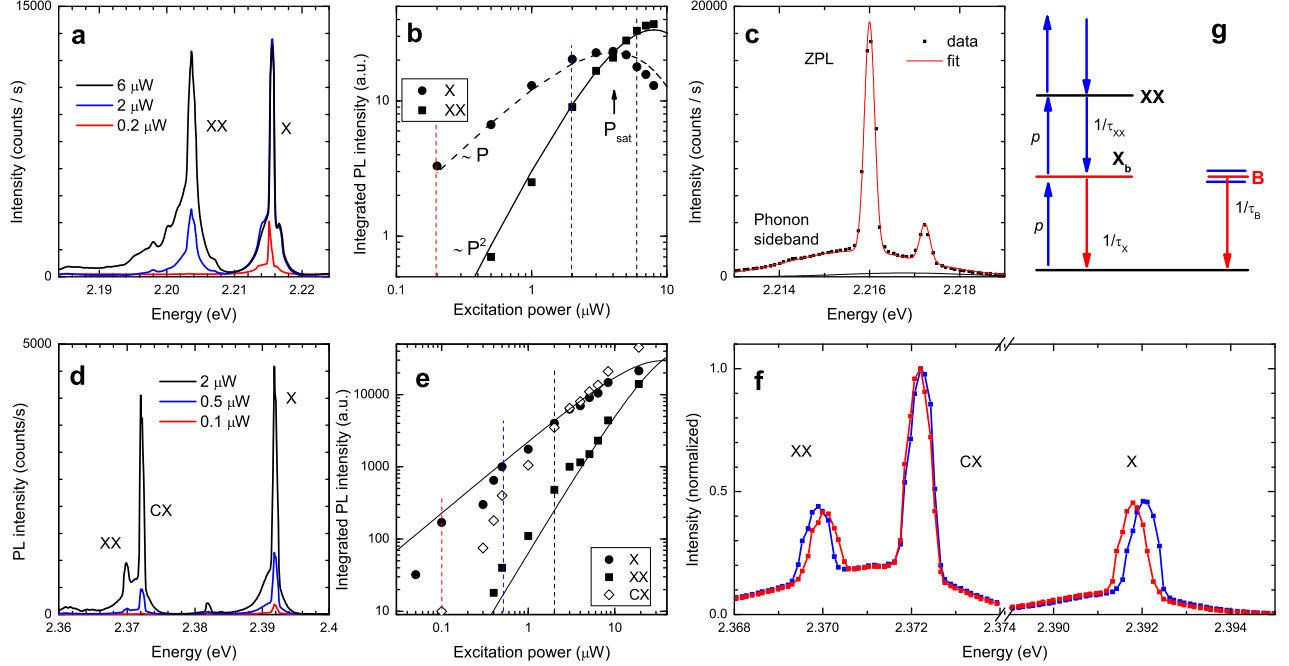 a
15000
0
Intensity (counts / s)
6 μW
2 μW
0.2 μW
XX
X
2.19
2.20
2.21
2.22
Energy (eV)
b
Integrated PL intensity (a.u.)
10
1
X
XX
~ P
~ P2
Psat
0.1
1
10
Excitation power (μW)
c
20000
0
Intensity (counts / s)
ZPL
data
fit
Phonon
sideband
2.214
2.216
2.218
Energy (eV)
g
XX
p
1/τXX
Xb
B
p
1/τX
1/τB
d
5000
0
PL intensity (counts/s)
2 μW
0.5 μW
0.1 μW
X
CX
XX
2.36
2.37
2.38
2.39
2.4
Energy (eV)
e
Integrated PL intensity (a.u.)
10000
1000
100
10
X
XX
CX
0.1
1
10
Excitation power (μW)
f
Intensity (normalized)
1.0
0.5
0.0
XX
CX
X
2.368
2.370
2.372
2.374
2.390
2.392
2.394
Energy (eV)